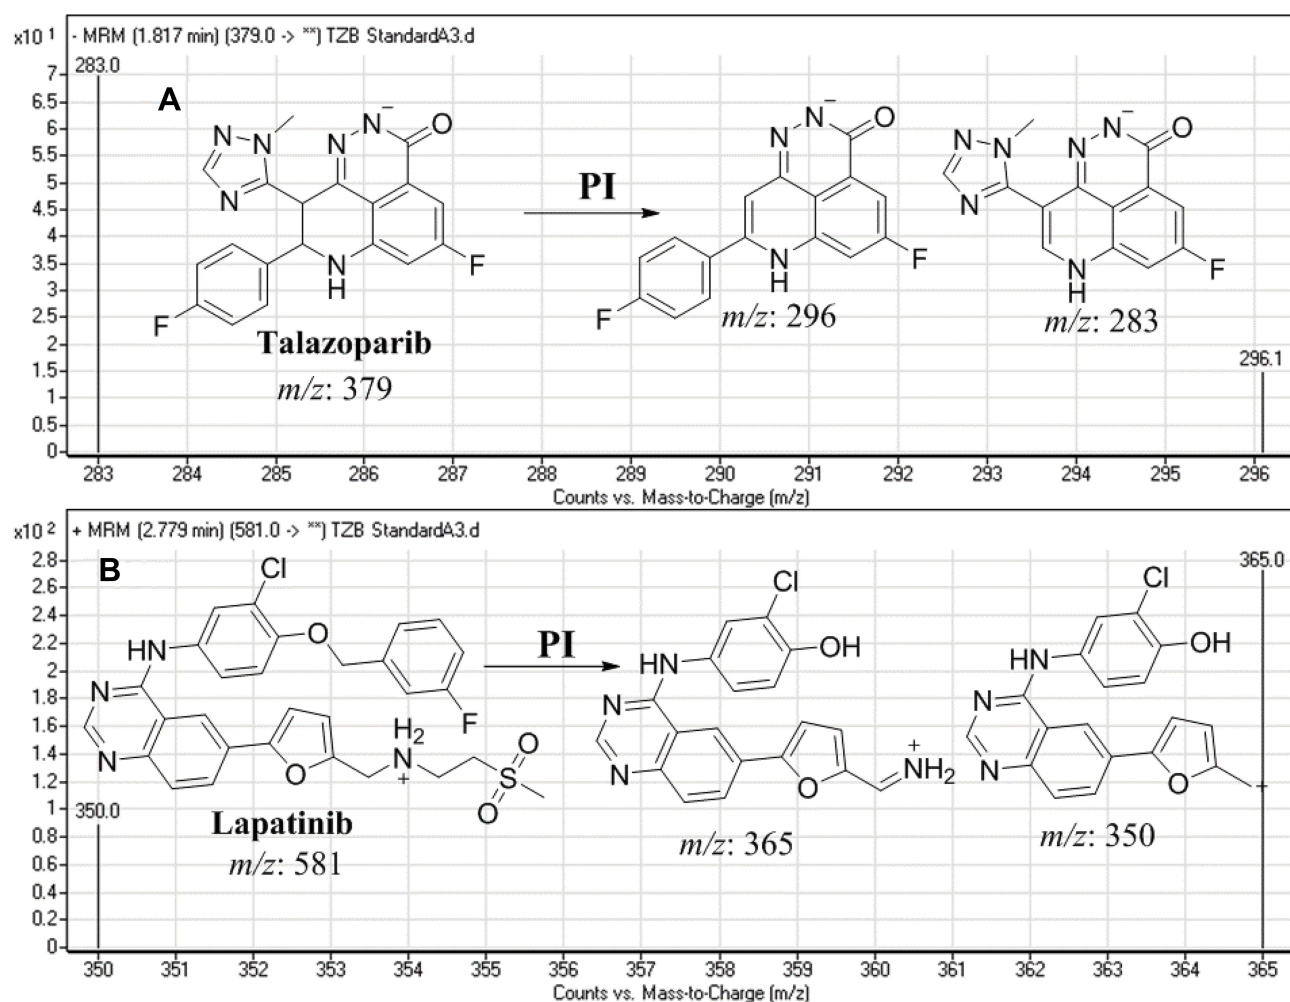 x10 1
- MRM (1.817 min) (379.0 -> **) TZB StandardA3.d
283.0
7
6.5
6
5.5
5
4.5
4
3.5
3
2.5
2
1.5
1
0.5
0
A
N N N N N⁻ O
N H F F
Talazoparib
m/z: 379
PI
N N⁻ O
N H F F
m/z: 296
N N N N N⁻ O
N H F
m/z: 283
296.1
283 284 285 286 287 288 289 290 291 292 293 294 295 296
Counts vs. Mass-to-Charge (m/z)
x10 2
+ MRM (2.779 min) (581.0 -> **) TZB StandardA3.d
365.0
2.8
2.6
2.4
2.2
2
1.8
1.6
1.4
1.2
1
0.8
0.6
0.4
0.2
0
350.0
B
Cl
HN O
N N F
O H2 N + S O O
Lapatinib
m/z: 581
PI
Cl
HN OH
N N O + NH2
m/z: 365
Cl
HN OH
N N O +
m/z: 350
350 351 352 353 354 355 356 357 358 359 360 361 362 363 364 365
Counts vs. Mass-to-Charge (m/z)